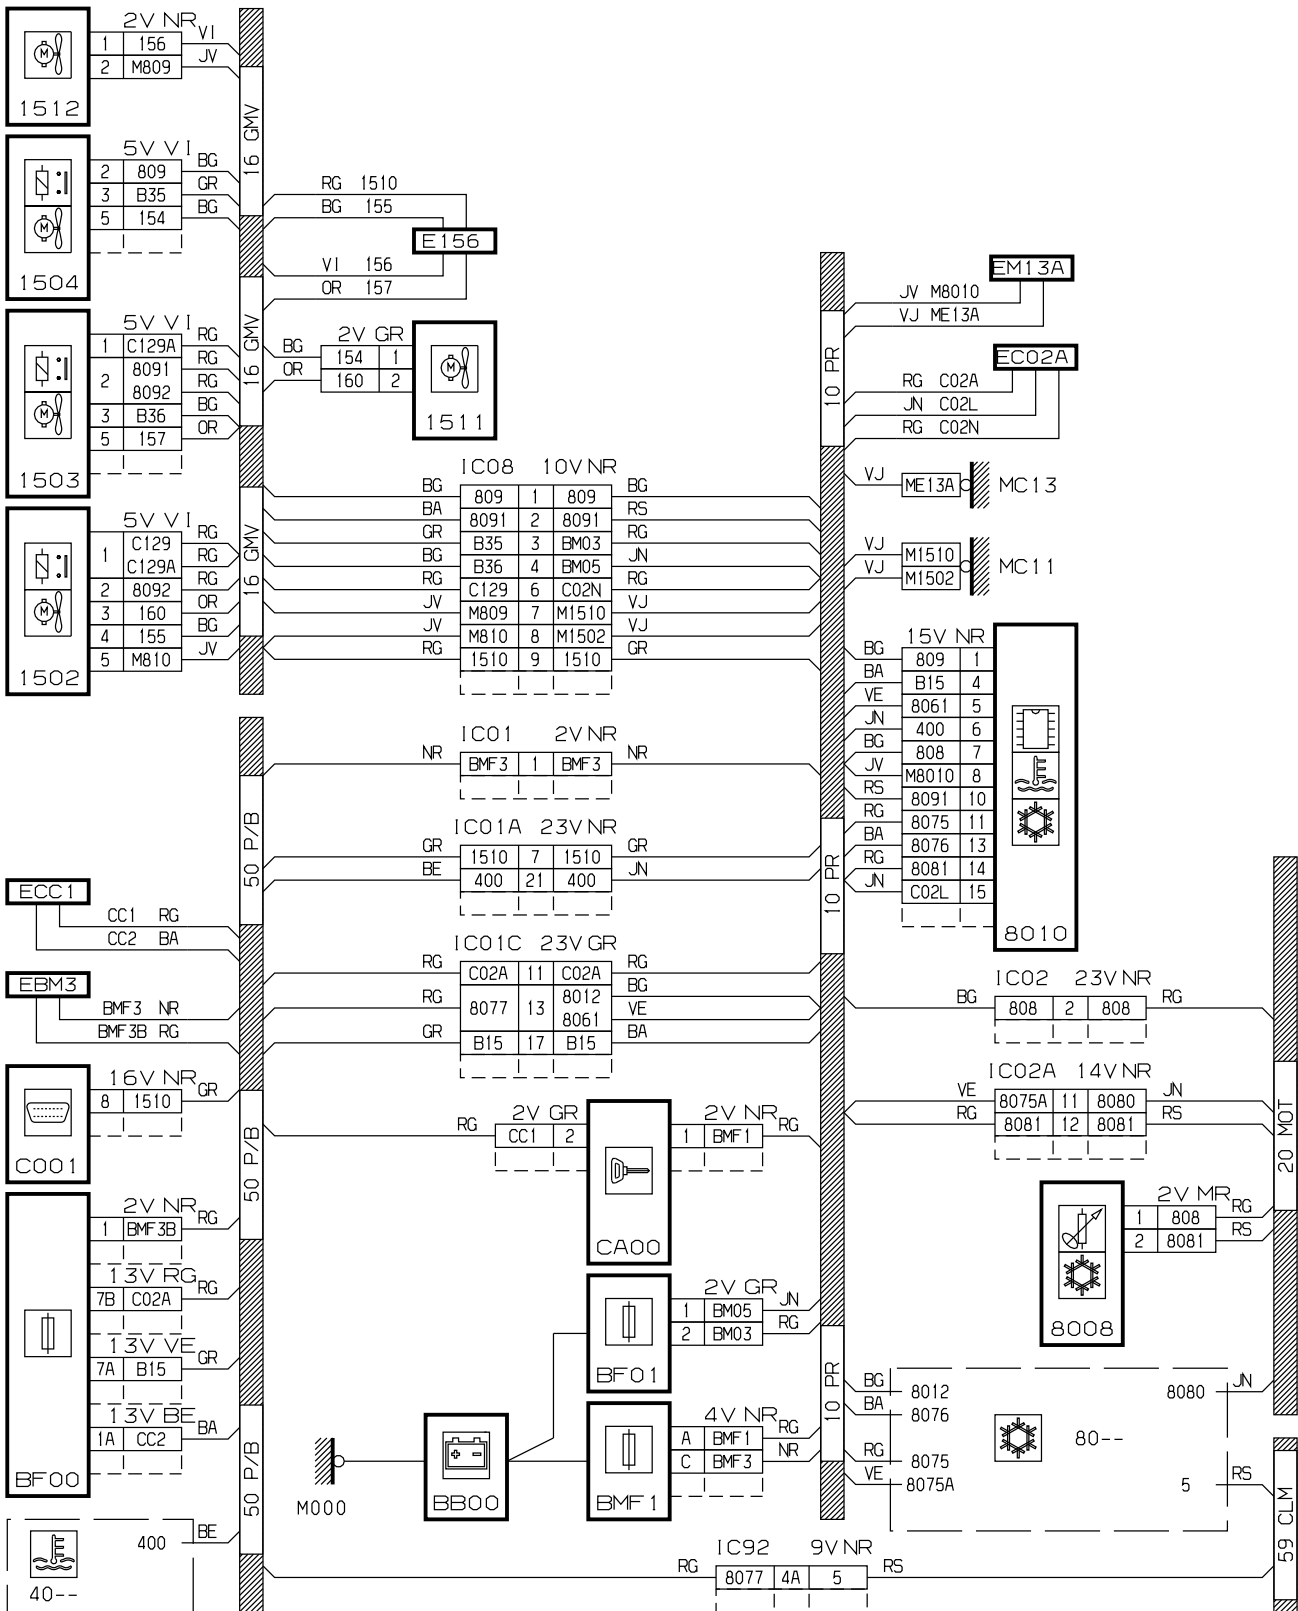 2V NR
1 156 VI
2 M809 JV
1512
5V VI
2 809 BG
3 B35 GR
5 154 BG
1504
5V VI
1 C129A RG
2 8091 RG
8092 RG
3 B36 BG
5 157 OR
1503
5V VI
1 C129 RG
C129A RG
2 8092 RG
3 160 OR
4 155 BG
5 M810 JV
1502
16 GMV
16 GMV
16 GMV
RG 1510
BG 155
E156
VI 156
OR 157
2V GR
BG 154 1
OR 160 2
1511
IC08 10V NR
BG 809 1 809 BG
BA 8091 2 8091 RS
GR B35 3 BM03 RG
BG B36 4 BM05 JN
RG C129 6 C02N RG
JV M809 7 M1510 VJ
JV M810 8 M1502 VJ
RG 1510 9 1510 GR
IC01 2V NR
NR BMF3 1 BMF3 NR
IC01A 23V NR
GR 1510 7 1510 GR
BE 400 21 400 JN
IC01C 23V GR
RG C02A 11 C02A RG
RG 8077 13 8012 BG
8061 VE
GR B15 17 B15 BA
ECC1
CC1 RG
CC2 BA
EBM3
BMF3 NR
BMF3B RG
16V NR
8 1510 GR
C001
2V NR
1 BMF3B RG
13V RG
7B C02A RG
13V VE
7A B15 GR
13V BE
1A CC2 BA
BF00
400 BE
40--
50 P/B
50 P/B
50 P/B
2V GR
RG CC1 2
2V NR
1 BMF1 RG
CA00
2V GR
1 BM05 JN
2 BM03 RG
BF01
4V NR
A BMF1 RG
C BMF3 NR
BMF1
BB00
M000
10 PR
10 PR
10 PR
EM13A
JV M8010
VJ ME13A
EC02A
RG C02A
JN C02L
RG C02N
VJ ME13A MC13
VJ M1510
VJ M1502
MC11
15V NR
BG 809 1
BA B15 4
VE 8061 5
JN 400 6
BG 808 7
JV M8010 8
RS 8091 10
RG 8075 11
BA 8076 13
RG 8081 14
JN C02L 15
8010
IC02 23V NR
BG 808 2 808 RG
IC02A 14V NR
VE 8075A 11 8080 JN
RG 8081 12 8081 RS
20 MOT
2V MR
1 808 RG
2 8081 RS
8008
BG 8012
BA 8076
RG 8075
VE 8075A
80--
8080 JN
5 RS
59 CLM
IC92 9V NR
RG 8077 4A 5 RS